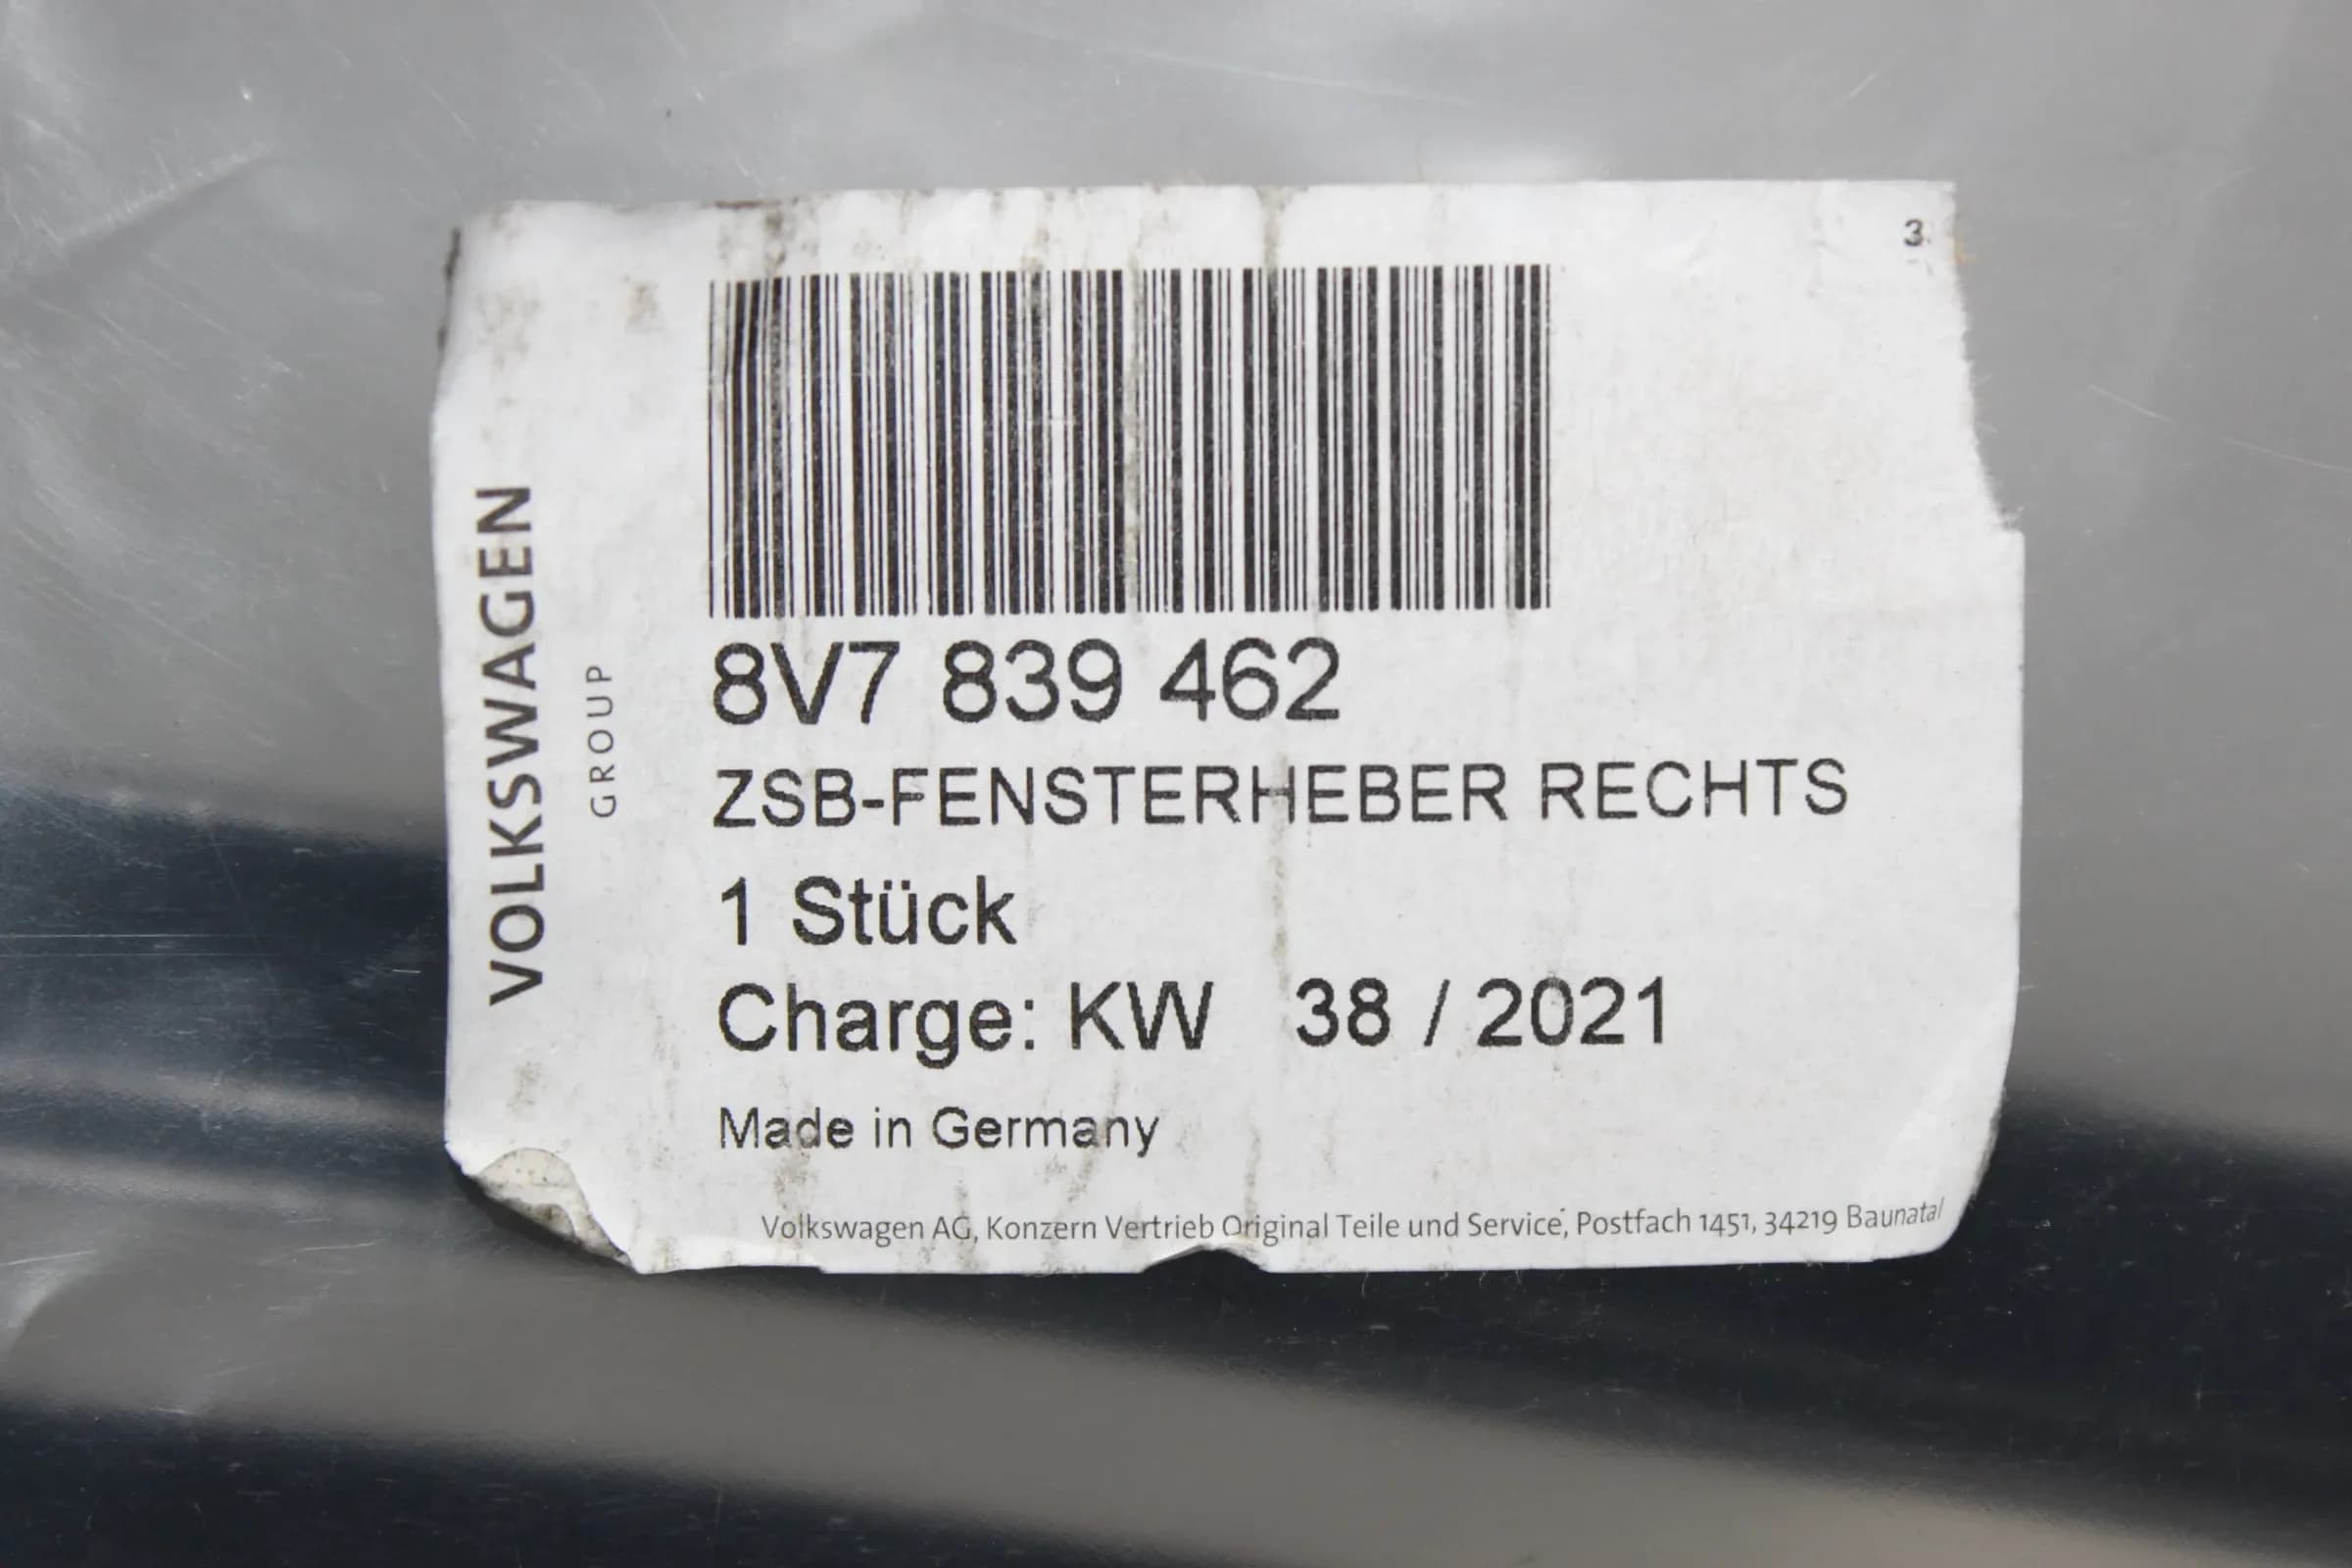 3
VOLKSWAGEN
GROUP
8V7 839 462
ZSB-FENSTERHEBER RECHTS
1 Stück
Charge: KW 38 / 2021
Made in Germany
Volkswagen AG, Konzern Vertrieb Original Teile und Service, Postfach 1451, 34219 Baunatal